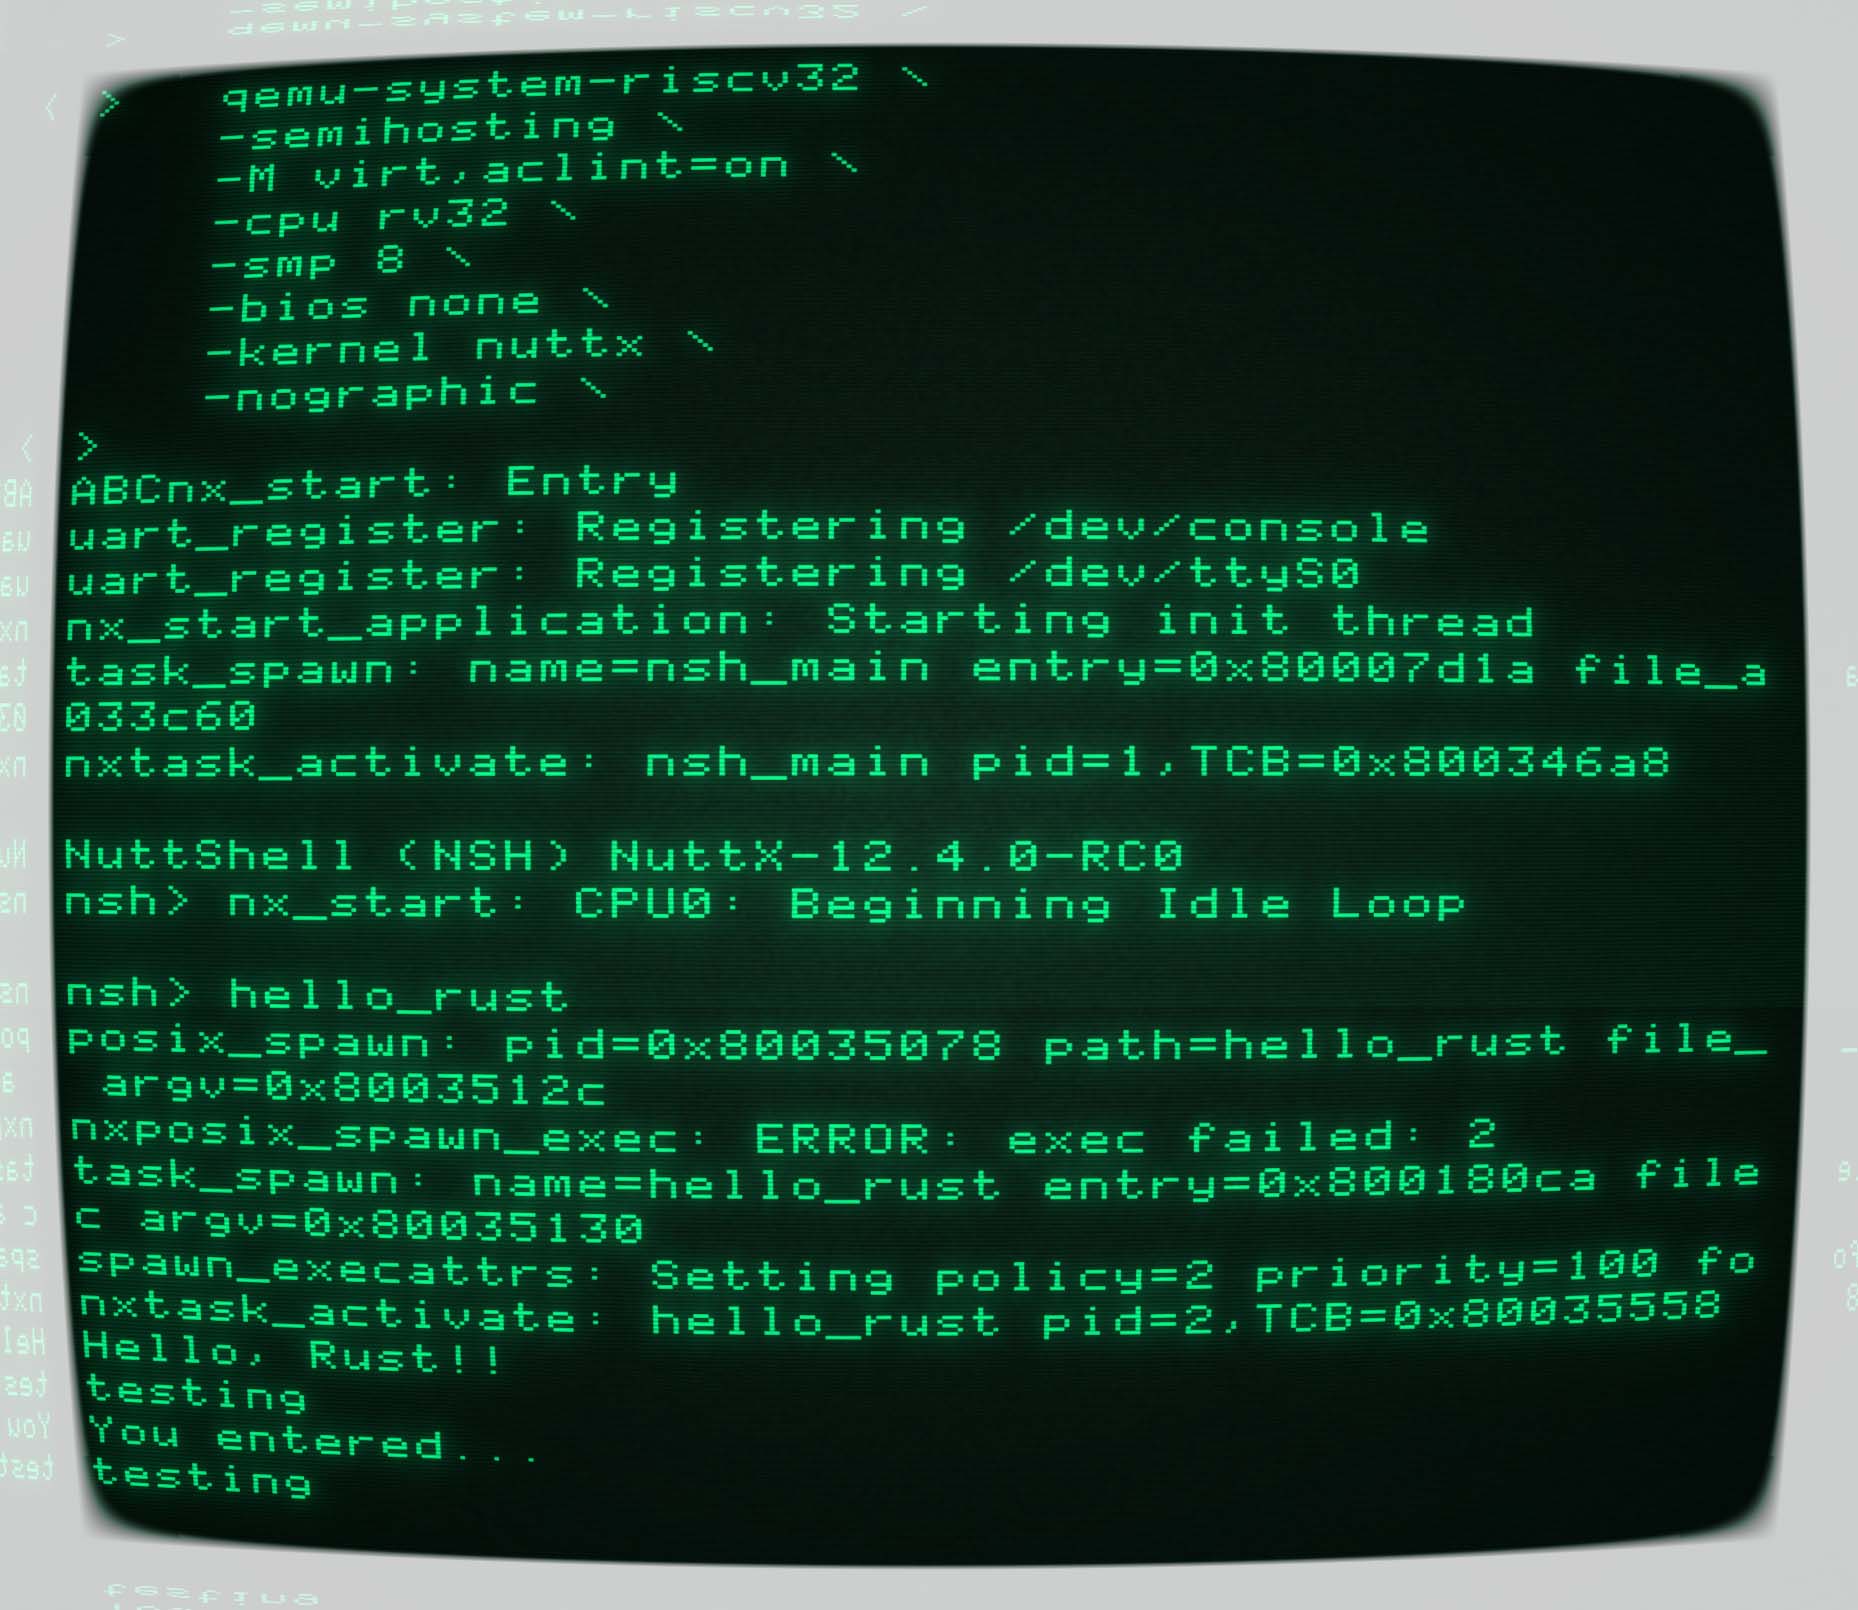 > qemu-system-riscv32 \
-semihosting \
-M virt,aclint=on \
-cpu rv32 \
-smp 8 \
-bios none \
-kernel nuttx \
-nographic \
>
ABCnx_start: Entry
uart_register: Registering /dev/console
uart_register: Registering /dev/ttyS0
nx_start_application: Starting init thread
task_spawn: name=nsh_main entry=0x80007d1a file_a
033c60
nxtask_activate: nsh_main pid=1,TCB=0x800346a8
NuttShell (NSH) NuttX-12.4.0-RC0
nsh> nx_start: CPU0: Beginning Idle Loop
nsh> hello_rust
posix_spawn: pid=0x80035078 path=hello_rust file_
argv=0x8003512c
nxposix_spawn_exec: ERROR: exec failed: 2
task_spawn: name=hello_rust entry=0x800180ca file
c argv=0x80035130
spawn_execattrs: Setting policy=2 priority=100 fo
nxtask_activate: hello_rust pid=2,TCB=0x80035558
Hello, Rust!!
testing
You entered...
testing